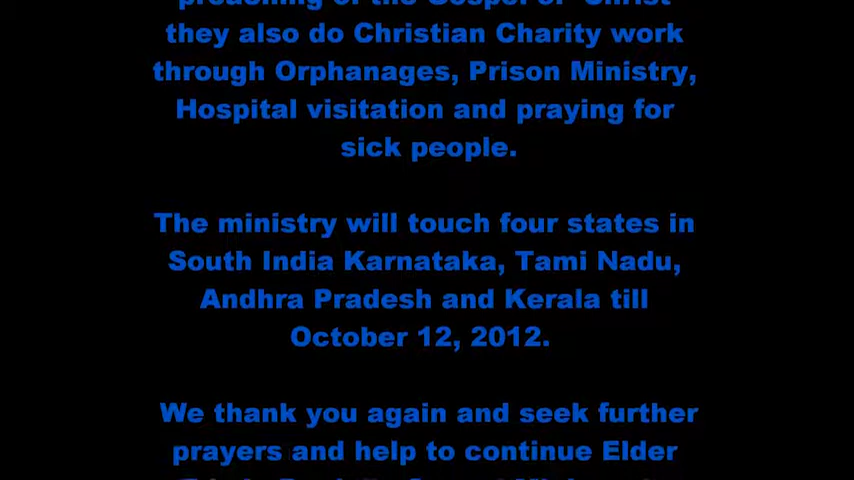 preaching of the Gospel of Christ
they also do Christian Charity work
through Orphanages, Prison Ministry,
Hospital visitation and praying for
sick people.
The ministry will touch four states in
South India Karnataka, Tami Nadu,
Andhra Pradesh and Kerala till
October 12, 2012.
We thank you again and seek further
prayers and help to continue Elder